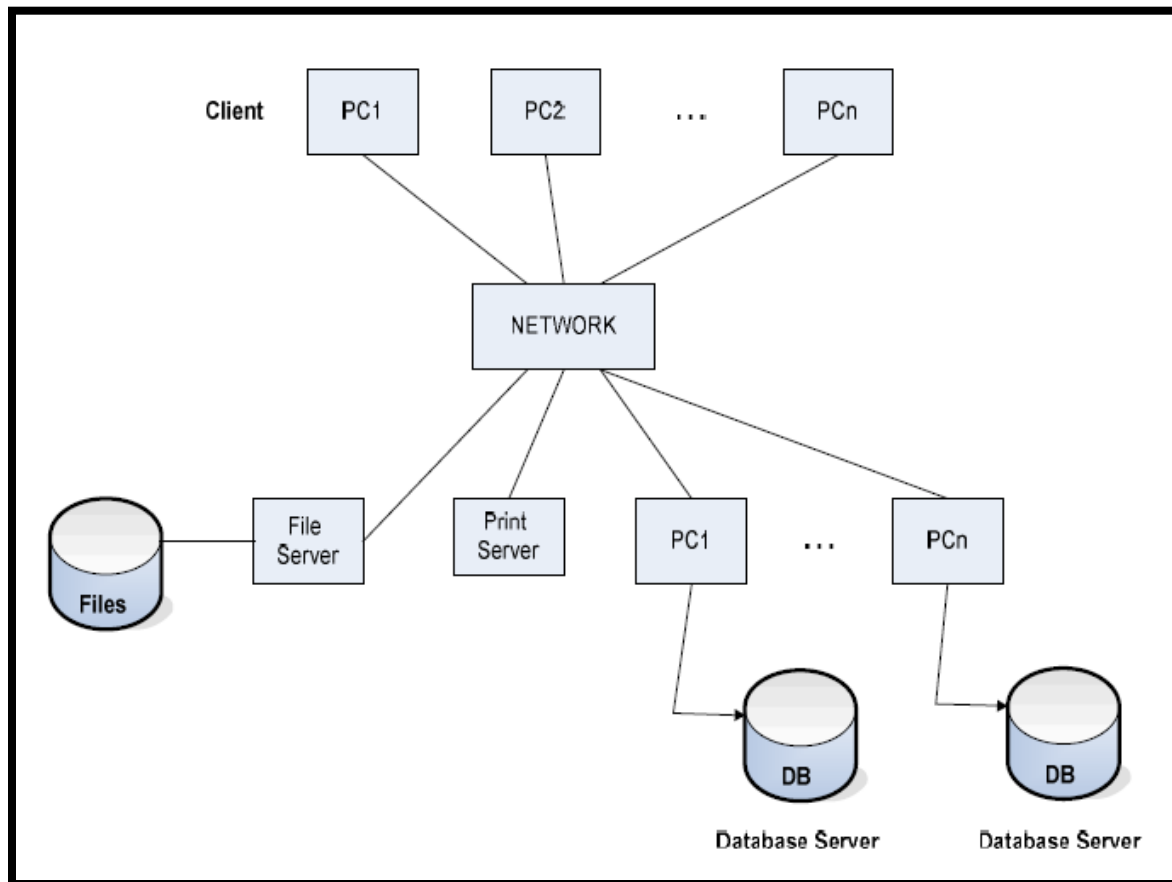 Client
PC1
PC2
...
PCn
NETWORK
Files
File
Server
Print
Server
PC1
...
PCn
DB
DB
Database Server
Database Server